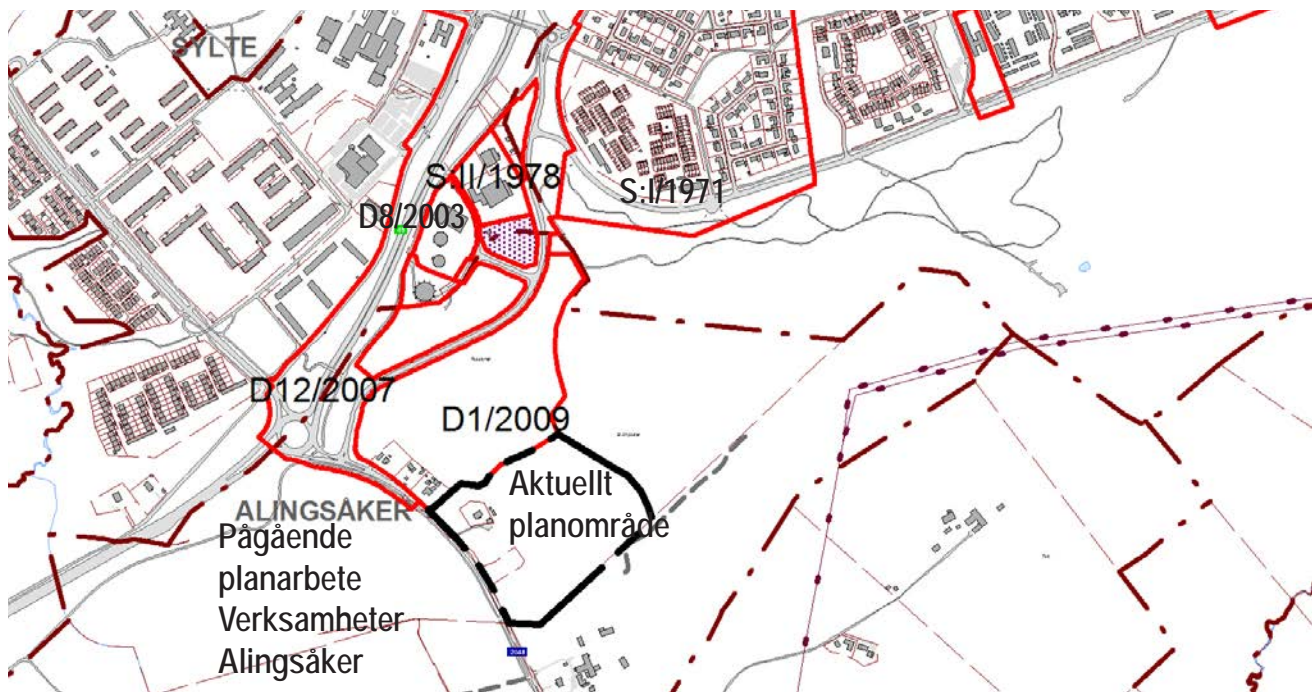 SYLTE
S:II/1978
S:I/1971
D8/2003
D12/2007
D1/2009
Aktuellt
planområde
ALINGSÅKER
Pågående
planarbete
Verksamheter
Alingsåker